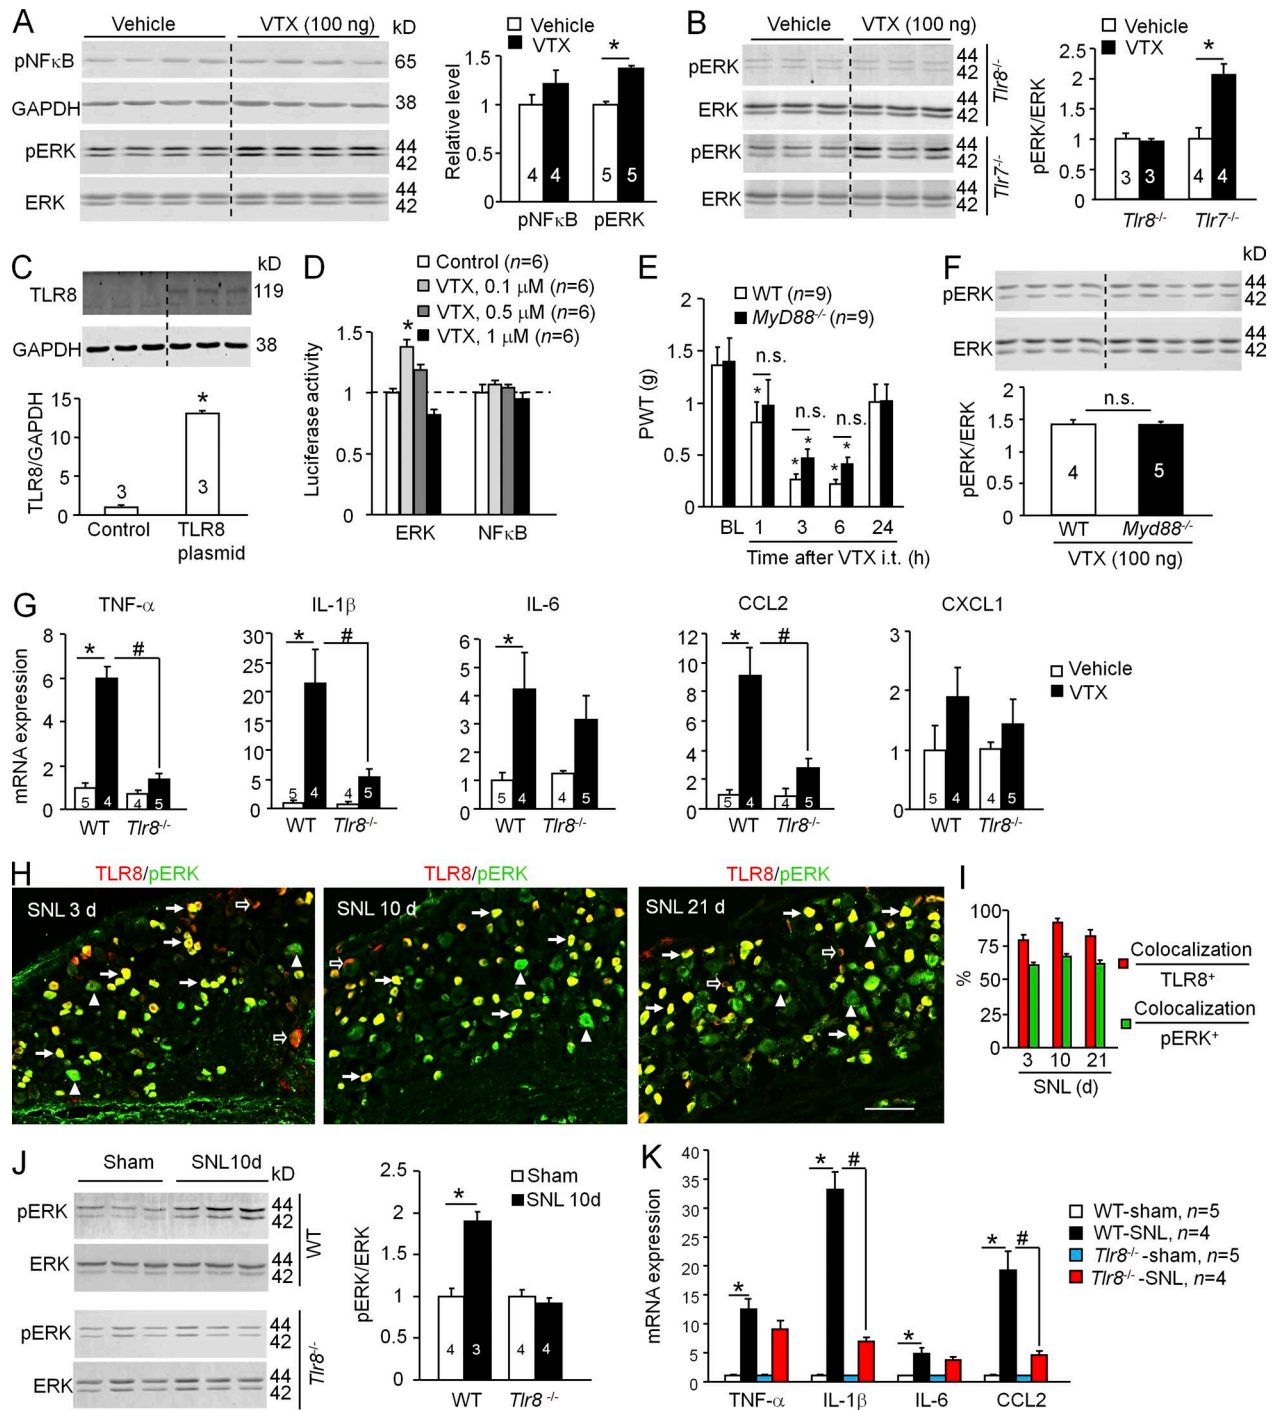 A
Vehicle VTX (100 ng) kD
pNFκB 65
GAPDH 38
pERK 44
42
ERK 44
42
Vehicle
VTX
Relative level
1.5
1
0.5
0
*
4 4 5 5
pNFκB pERK
B
Vehicle VTX (100 ng)
pERK 44
42
ERK 44
42
Tlr8-/-
pERK 44
42
ERK 44
42
Tlr7-/-
Vehicle
VTX
pERK/ERK
2.5
2
1.5
1
0.5
0
*
3 3 4 4
Tlr8-/- Tlr7-/-
C
kD
TLR8 119
GAPDH 38
TLR8/GAPDH
15
10
5
0
*
3 3
Control TLR8
plasmid
D
Control (n=6)
VTX, 0.1 μM (n=6)
VTX, 0.5 μM (n=6)
VTX, 1 μM (n=6)
Luciferase activity
1.5
1
0.5
0
*
ERK NFκB
E
WT (n=9)
MyD88-/- (n=9)
PWT (g)
2
1.5
1
0.5
0
n.s.
n.s. n.s.
* * * * *
BL 1 3 6 24
Time after VTX i.t. (h)
F
kD
pERK 44
42
ERK 44
42
pERK/ERK
2
1.5
1
1.5
0
n.s.
4 5
WT Myd88-/-
VTX (100 ng)
G
TNF-α IL-1β IL-6 CCL2 CXCL1
mRNA expression
8
6
4
2
0
* #
5 4 4 5
WT Tlr8-/-
30
25
20
15
10
5
0
* #
5 4 4 5
WT Tlr8-/-
6
5
4
3
2
1
0
*
5 4 4 5
WT Tlr8-/-
12
10
8
6
4
2
0
* #
5 4 4 5
WT Tlr8-/-
3
2
1
0
5 4 4 5
WT Tlr8-/-
Vehicle
VTX
H
TLR8/pERK TLR8/pERK TLR8/pERK
SNL 3 d SNL 10 d SNL 21 d
I
%
100
75
50
25
0
3 10 21
SNL (d)
Colocalization
TLR8+
Colocalization
pERK+
J
Sham SNL10d kD
pERK 44
42
ERK 44
42
WT
pERK 44
42
ERK 44
42
Tlr8-/-
Sham
SNL 10d
pERK/ERK
2.5
2
1.5
1
0.5
0
*
4 3 4 4
WT Tlr8 -/-
K
mRNA expression
40
35
30
25
20
15
10
5
0
* * # * * #
TNF-α IL-1β IL-6 CCL2
WT-sham, n=5
WT-SNL, n=4
Tlr8-/- -sham, n=5
Tlr8-/- -SNL, n=4